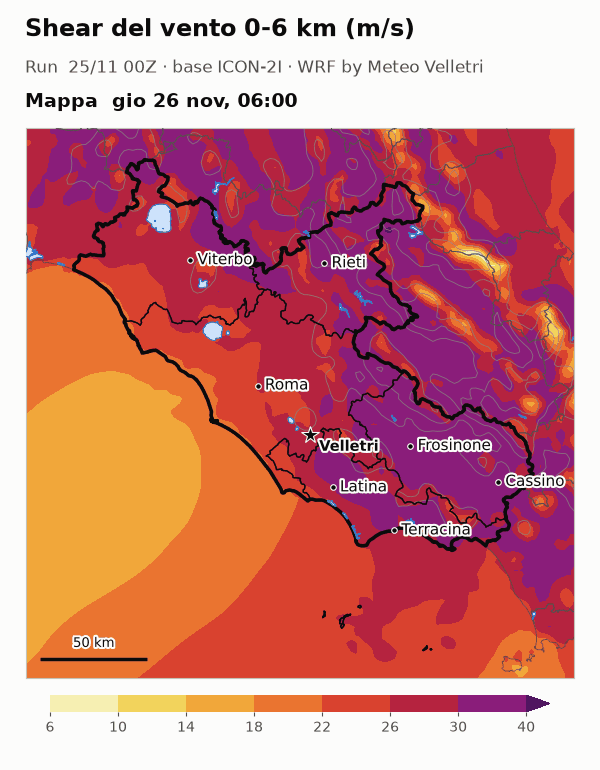 Shear del vento 0-6 km (m/s)
Run  25/11 00Z · base ICON-2I · WRF by Meteo Velletri
Mappa  gio 26 nov, 06:00
Viterbo
Rieti
Roma
Velletri
Frosinone
Latina
Cassino
Terracina
50 km
6 10 14 18 22 26 30 40